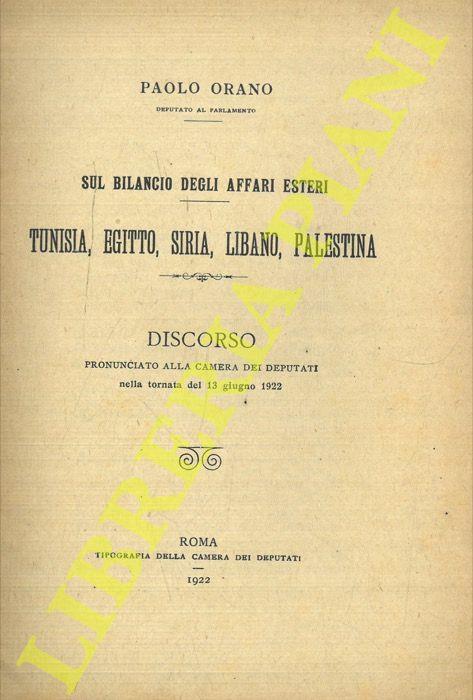 PAOLO ORANO
DEPUTATO AL PARLAMENTO
SUL BILANCIO DEGLI AFFARI ESTERI
TUNISIA, EGITTO, SIRIA, LIBANO, PALESTINA
DISCORSO
PRONUNCIATO ALLA CAMERA DEI DEPUTATI
nella tornata del 13 giugno 1922
ROMA
TIPOGRAFIA DELLA CAMERA DEI DEPUTATI
1922
LIBRERIA PIANI